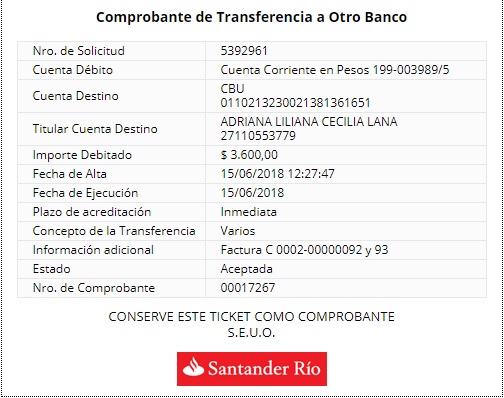 Comprobante de Transferencia a Otro Banco
Nro. de Solicitud 5392961
Cuenta Débito Cuenta Corriente en Pesos 199-003989/5
Cuenta Destino CBU
0110213230021381361651
Titular Cuenta Destino ADRIANA LILIANA CECILIA LANA
27110553779
Importe Debitado $ 3.600,00
Fecha de Alta 15/06/2018 12:27:47
Fecha de Ejecución 15/06/2018
Plazo de acreditación Inmediata
Concepto de la Transferencia Varios
Información adicional Factura C 0002-00000092 y 93
Estado Aceptada
Nro. de Comprobante 00017267
CONSERVE ESTE TICKET COMO COMPROBANTE
S.E.U.O.
Santander Río